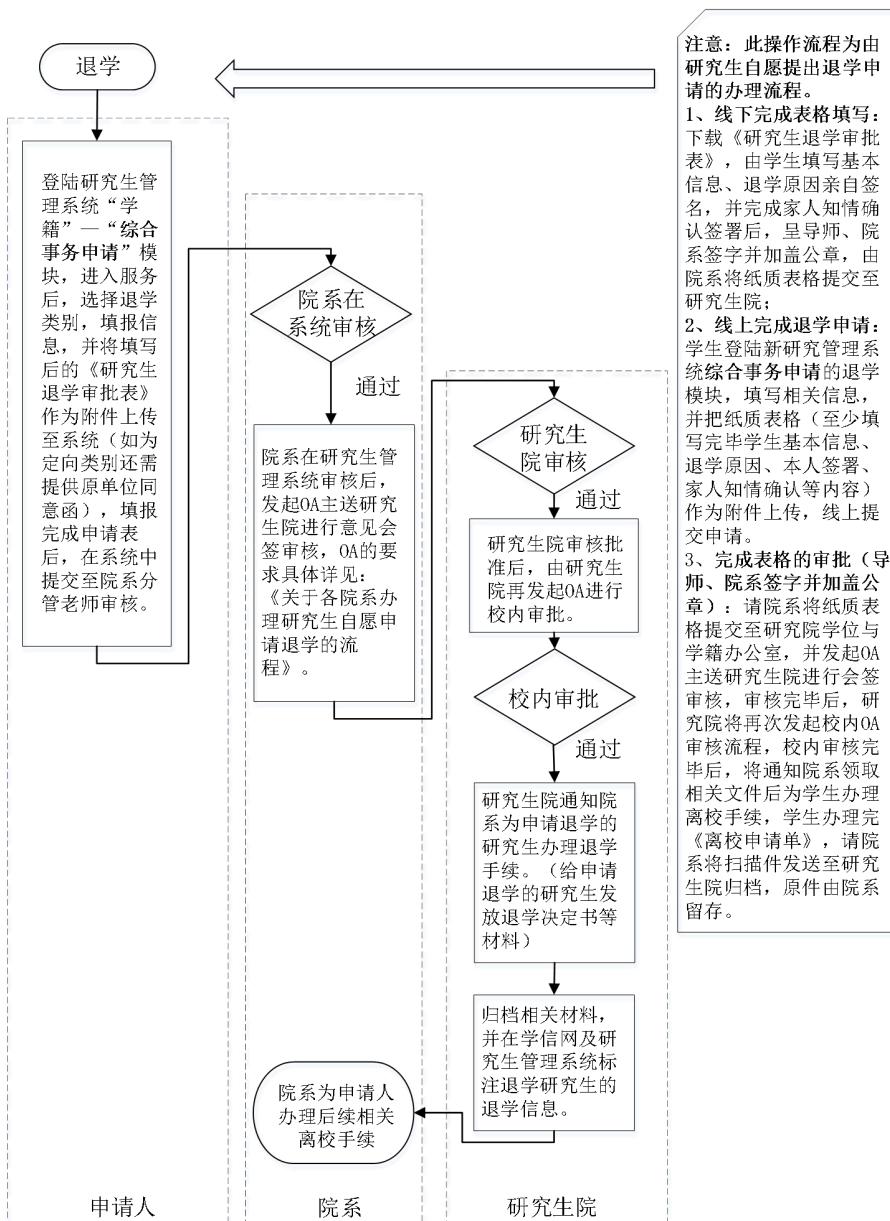 退学
登陆研究生管
理系统“学
籍”—“综合
事务申请”模
块，进入服务
后，选择退学
类别，填报信
息，并将填写
后的《研究生
退学审批表》
作为附件上传
至系统（如为
定向类别还需
提供原单位同
意函），填报
完成申请表
后，在系统中
提交至院系分
管老师审核。
申请人
院系在
系统审核
通过
院系在研究生管
理系统审核后，
发起OA主送研究
生院进行意见会
签审核，OA的要
求具体详见：
《关于各院系办
理研究生自愿申
请退学的流
程》。
院系为申请人
办理后续相关
离校手续
院系
研究生
院审核
通过
研究生院审核批
准后，由研究生
院再发起OA进行
校内审批。
校内审批
通过
研究生院通知院
系为申请退学的
研究生办理退学
手续。（给申请
退学的研究生发
放退学决定书等
材料）
归档相关材料，
并在学信网及研
究生管理系统标
注退学研究生的
退学信息。
研究生院
注意：此操作流程为由
研究生自愿提出退学申
请的办理流程。
1、线下完成表格填写：
下载《研究生退学审批
表》，由学生填写基本
信息、退学原因亲自签
名，并完成家人知情确
认签署后，呈导师、院
系签字并加盖公章，由
院系将纸质表格提交至
研究生院；
2、线上完成退学申请：
学生登陆新研究管理系
统综合事务申请的退学
模块，填写相关信息，
并把纸质表格（至少填
写完毕学生基本信息、
退学原因、本人签署、
家人知情确认等内容）
作为附件上传，线上提
交申请。
3、完成表格的审批（导
师、院系签字并加盖公
章）：请院系将纸质表
格提交至研究院学位与
学籍办公室，并发起OA
主送研究生院进行会签
审核，审核完毕后，研
究院将再次发起校内OA
审核流程，校内审核完
毕后，将通知院系领取
相关文件后为学生办理
离校手续，学生办理完
《离校申请单》，请院
系将扫描件发送至研究
生院归档，原件由院系
留存。